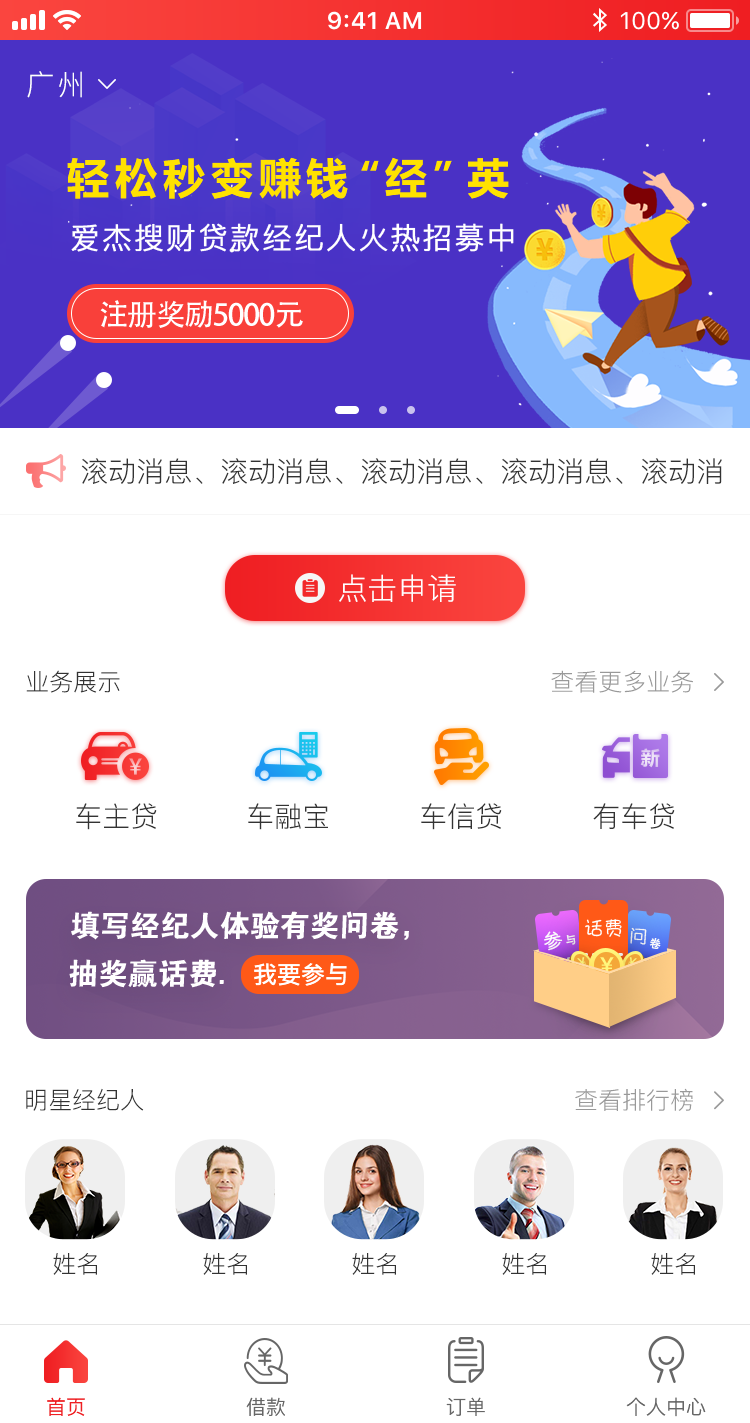 9:41 AM 100%
广州
轻松秒变赚钱“经”英
爱杰搜财贷款经纪人火热招募中
¥ ¥
注册奖励5000元
滚动消息、滚动消息、滚动消息、滚动消息、滚动消
点击申请
业务展示 查看更多业务
¥ 新
车主贷 车融宝 车信贷 有车贷
填写经纪人体验有奖问卷，
抽奖赢话费. 我要参与
参与 话费 问卷
¥
明星经纪人 查看排行榜
姓名 姓名 姓名 姓名 姓名
¥
首页 借款 订单 个人中心